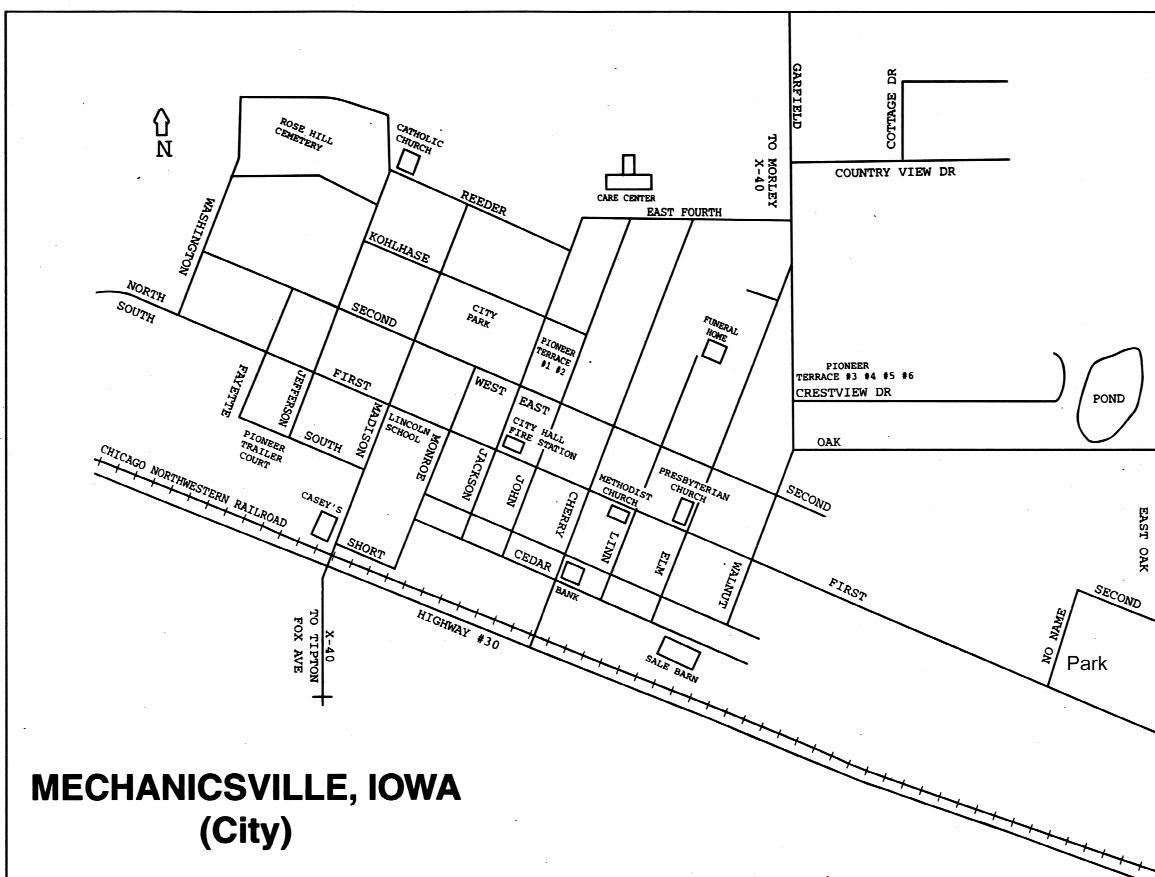 N
ROSE HILL
CEMETERY
CATHOLIC
CHURCH
GARFIELD
COTTAGE DR
COUNTRY VIEW DR
TO MORLEY
X-40
CARE CENTER
EAST FOURTH
REEDER
WASHINGTON
KOHLHASE
NORTH
SOUTH
SECOND
CITY
PARK
FUNERAL
HOME
PIONEER
TERRACE
#1 #2
PIONEER
TERRACE #3 #4 #5 #6
CRESTVIEW DR
POND
FAYETTE
JEFFERSON
FIRST
MADISON
WEST
EAST
LINCOLN
SCHOOL
CITY HALL
FIRE STATION
OAK
PIONEER
TRAILER
COURT
SOUTH
MONROE
JACKSON
JOHN
CHERRY
METHODIST
CHURCH
PRESBYTERIAN
CHURCH
SECOND
EAST OAK
CHICAGO NORTHWESTERN RAILROAD
CASEY'S
SHORT
CEDAR
LINN
ELM
WALNUT
FIRST
BANK
SECOND
NO NAME
Park
HIGHWAY #30
SALE BARN
X-40
TO TIPTON
FOX AVE
MECHANICSVILLE, IOWA
(City)